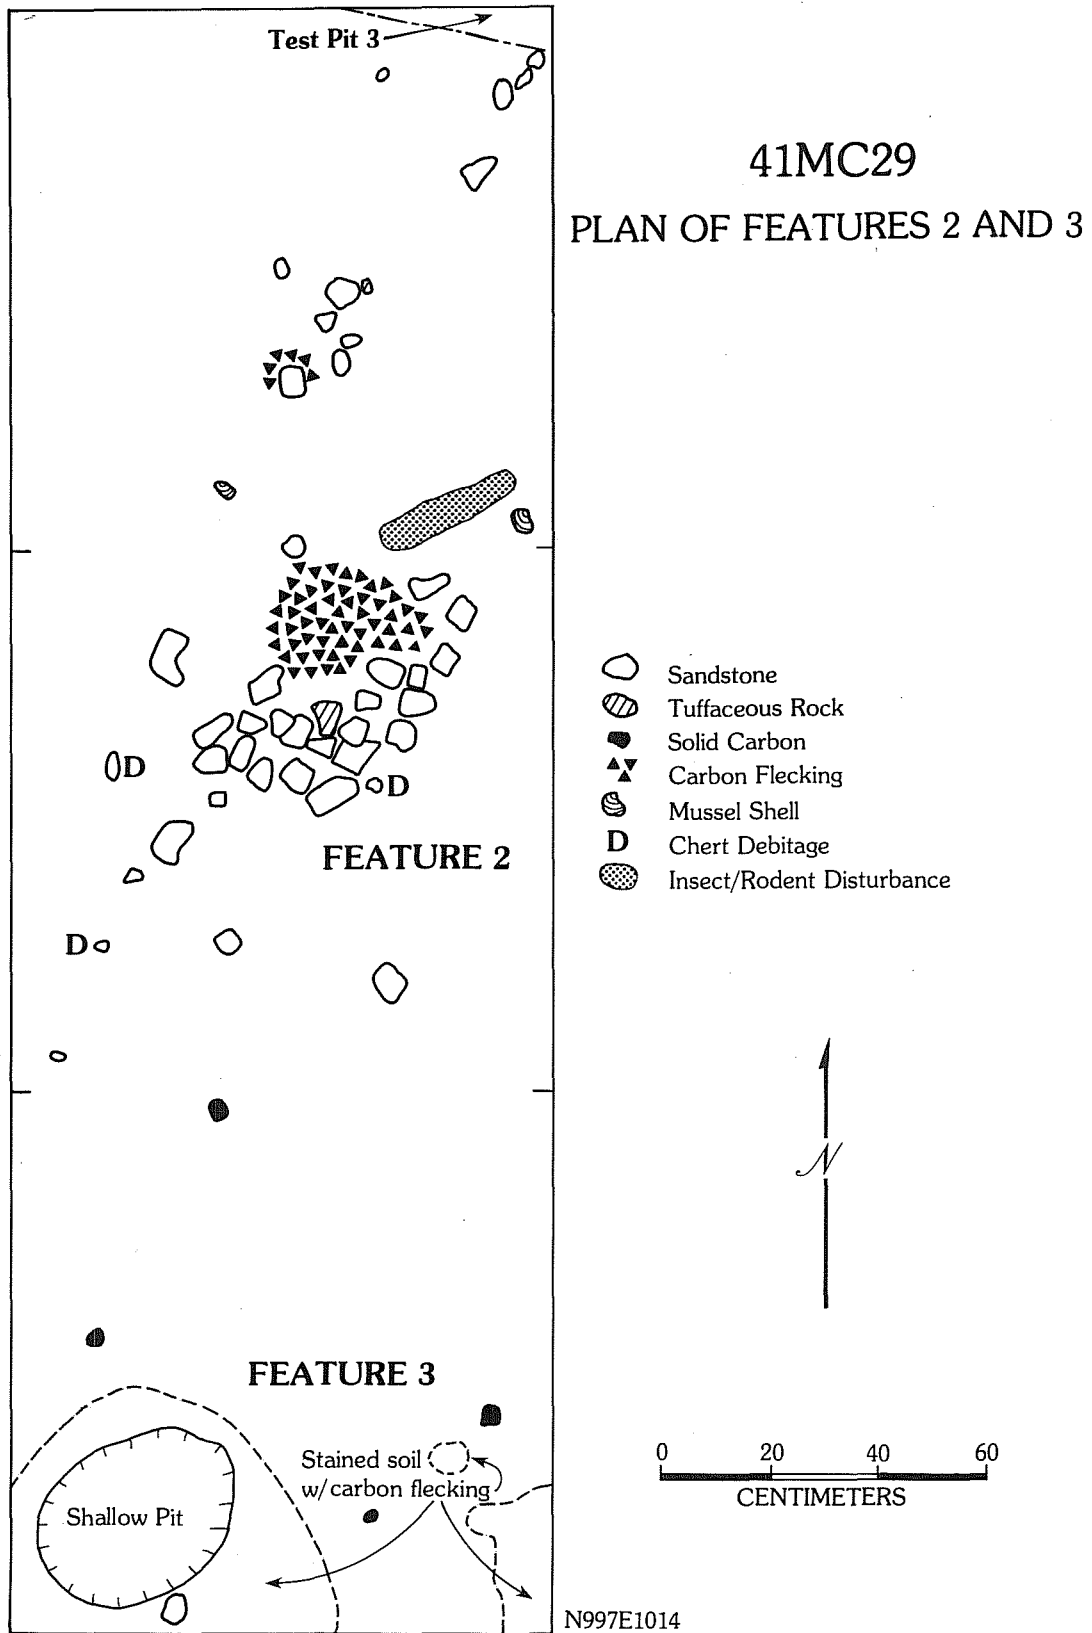 Test Pit 3
41MC29
PLAN OF FEATURES 2 AND 3
Sandstone
Tuffaceous Rock
Solid Carbon
Carbon Flecking
Mussel Shell
D Chert Debitage
Insect/Rodent Disturbance
D
D
FEATURE 2
D
N
FEATURE 3
Stained soil
w/carbon flecking
Shallow Pit
0 20 40 60
CENTIMETERS
N997E1014